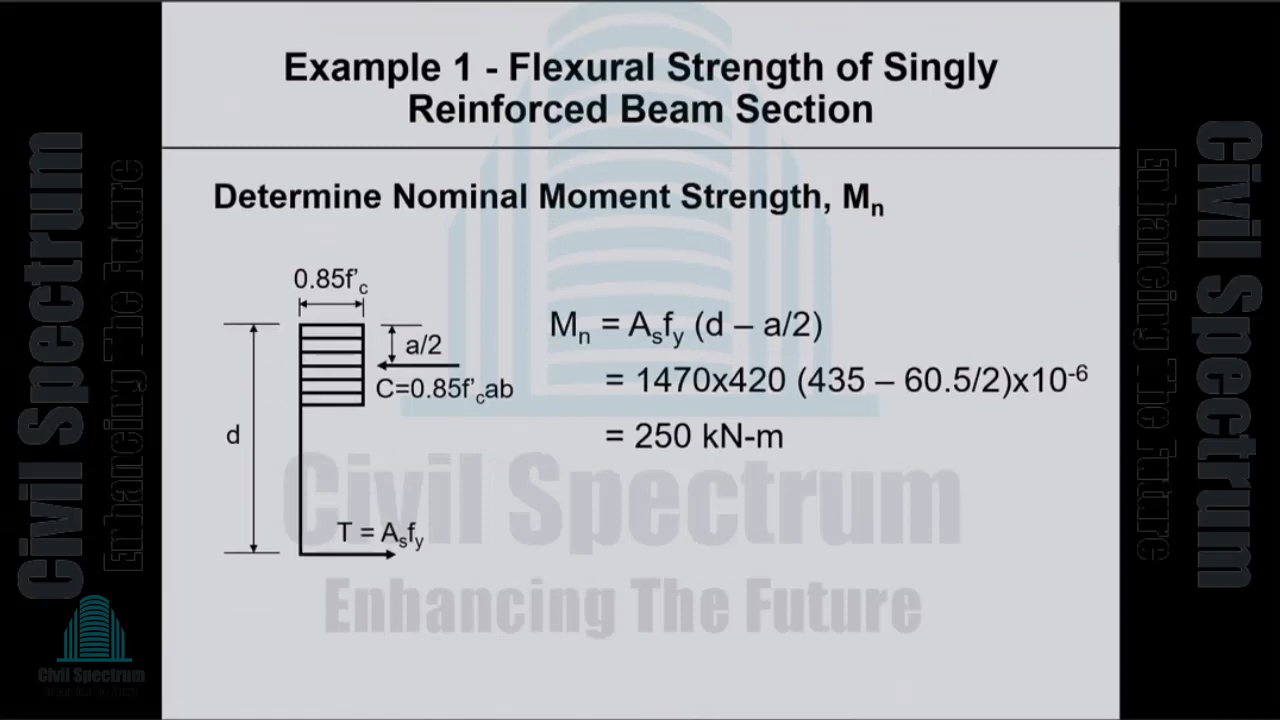 Example 1 - Flexural Strength of Singly
Reinforced Beam Section
Determine Nominal Moment Strength, Mn
0.85f'c
a/2
C=0.85f'cab
d
T = Asfy
Mn = Asfy (d – a/2)
= 1470x420 (435 – 60.5/2)x10-6
= 250 kN-m
Civil Spectrum
Enhancing The Future
Civil Spectrum
Enhancing The Future
Civil Spectrum
Enhancing The Future
Civil Spectrum